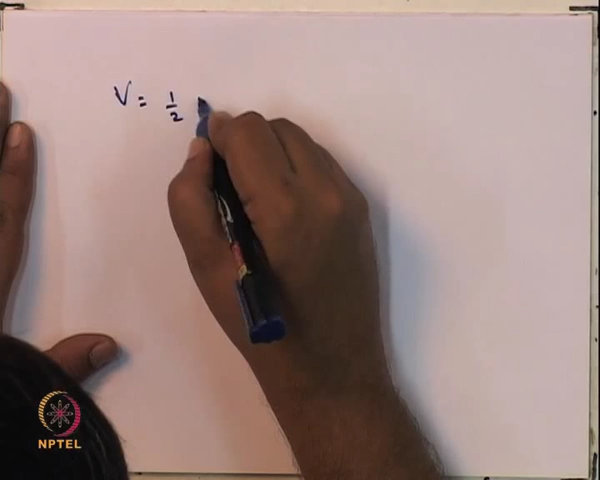 V = 1/2
NPTEL